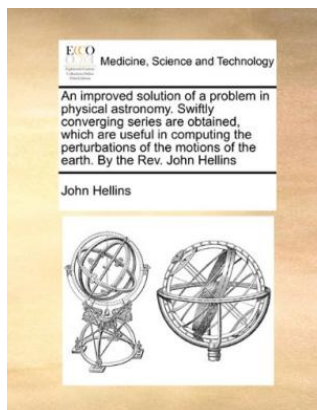 ECCO
Medicine, Science and Technology
An improved solution of a problem in
physical astronomy. Swiftly
converging series are obtained,
which are useful in computing the
perturbations of the motions of the
earth. By the Rev. John Hellins
John Hellins